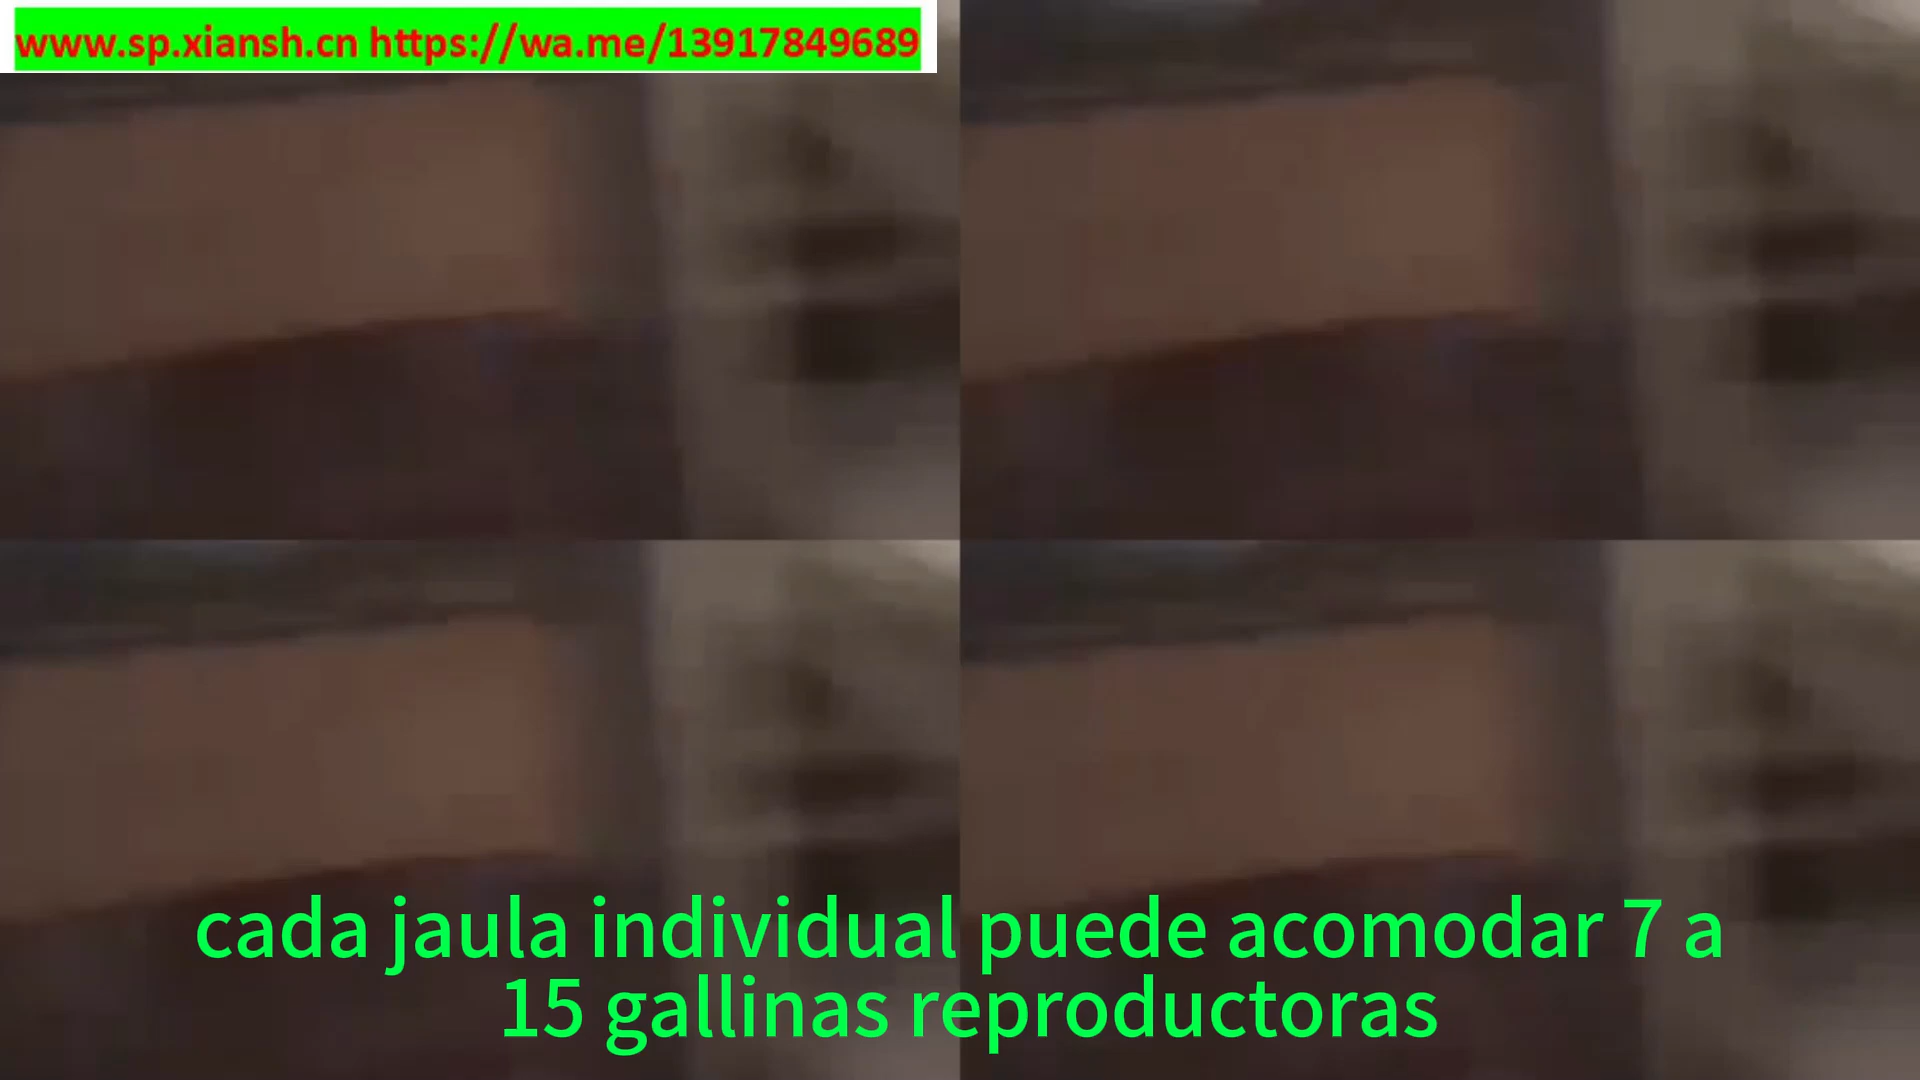 www.sp.xiansh.cn https://wa.me/13917849689
cada jaula individual puede acomodar 7 a
15 gallinas reproductoras